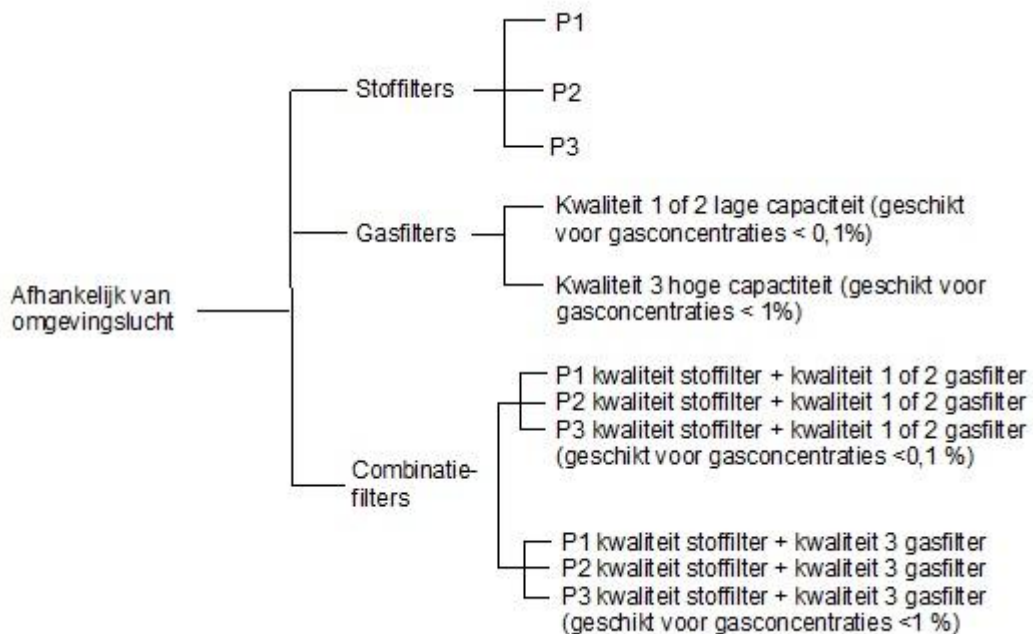 Afhankelijk van
omgevingslucht
Stoffilters
P1
P2
P3
Gasfilters
Kwaliteit 1 of 2 lage capaciteit (geschikt
voor gasconcentraties < 0,1%)
Kwaliteit 3 hoge capactiteit (geschikt voor
gasconcentraties < 1%)
Combinatie-
filters
P1 kwaliteit stoffilter + kwaliteit 1 of 2 gasfilter
P2 kwaliteit stoffilter + kwaliteit 1 of 2 gasfilter
P3 kwaliteit stoffilter + kwaliteit 1 of 2 gasfilter
(geschikt voor gasconcentraties <0,1 %)
P1 kwaliteit stoffilter + kwaliteit 3 gasfilter
P2 kwaliteit stoffilter + kwaliteit 3 gasfilter
P3 kwaliteit stoffilter + kwaliteit 3 gasfilter
(geschikt voor gasconcentraties <1 %)